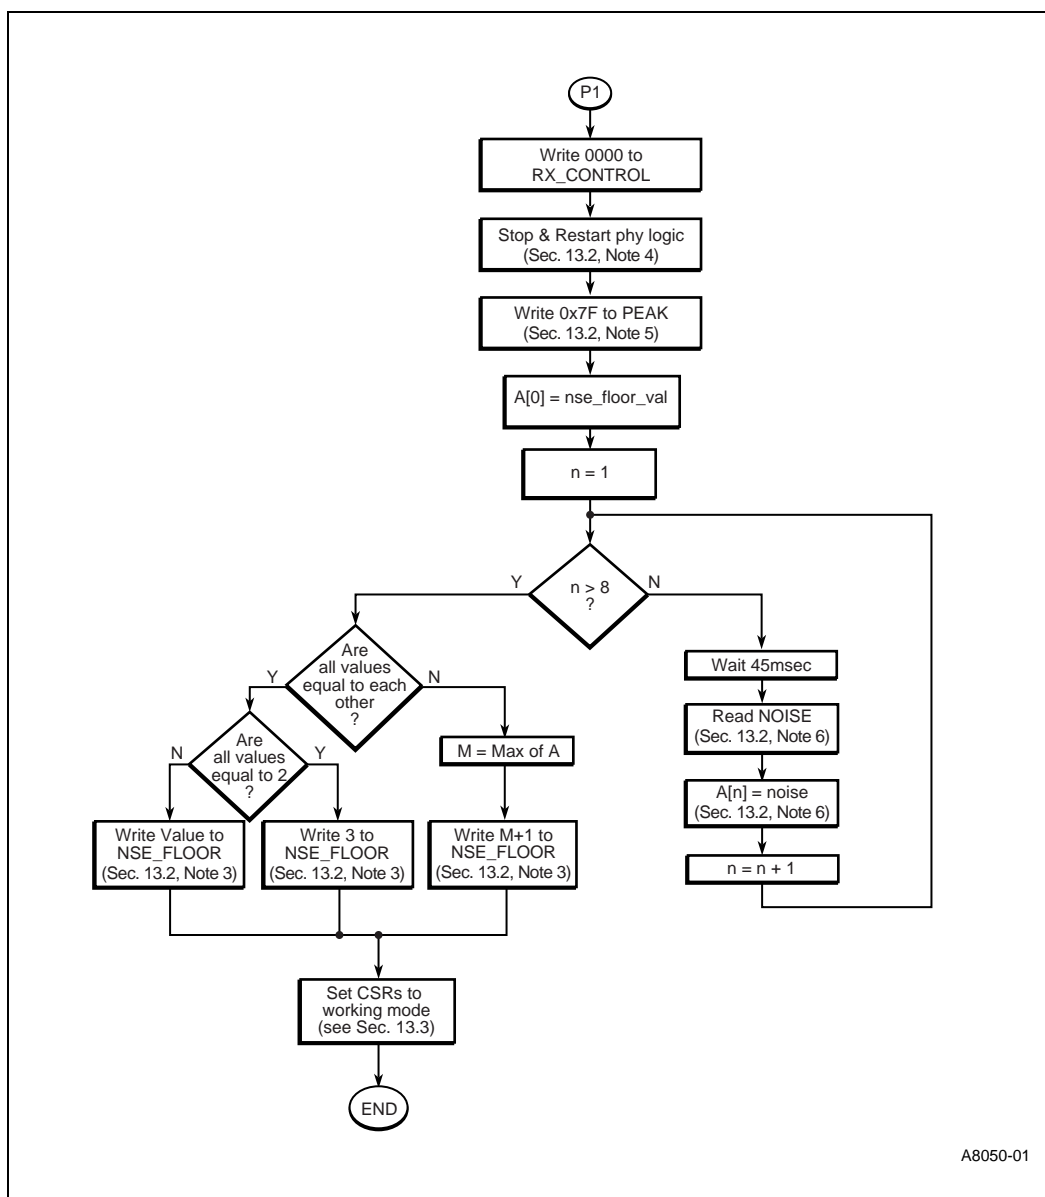 P1
Write 0000 to
RX_CONTROL
Stop & Restart phy logic
(Sec. 13.2, Note 4)
Write 0x7F to PEAK
(Sec. 13.2, Note 5)
A[0] = nse_floor_val
n = 1
n > 8
?
Y
N
Are
all values
equal to each
other
?
Y
N
Are
all values
equal to 2
?
N
Y
M = Max of A
Write Value to
NSE_FLOOR
(Sec. 13.2, Note 3)
Write 3 to
NSE_FLOOR
(Sec. 13.2, Note 3)
Write M+1 to
NSE_FLOOR
(Sec. 13.2, Note 3)
Wait 45msec
Read NOISE
(Sec. 13.2, Note 6)
A[n] = noise
(Sec. 13.2, Note 6)
n = n + 1
Set CSRs to
working mode
(see Sec. 13.3)
END
A8050-01